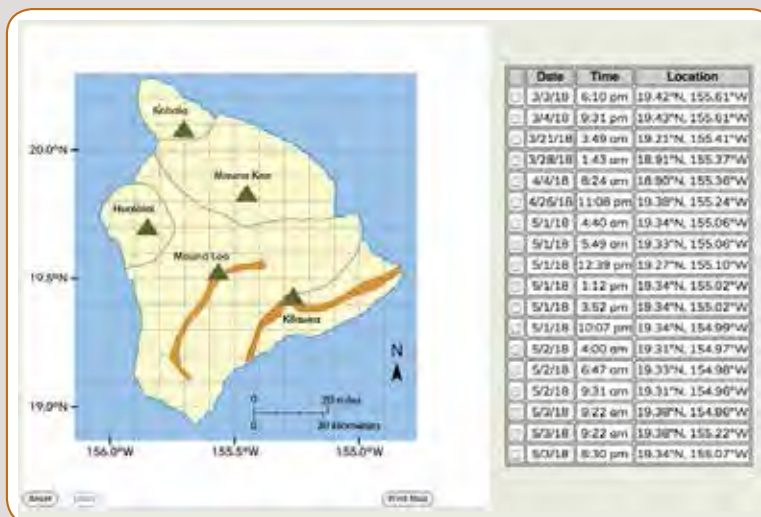 Date Time Location
3/3/18 6:10 pm 19.42°N, 155.61°W
3/4/18 9:31 pm 19.43°N, 155.61°W
3/21/18 3:49 am 19.21°N, 155.41°W
3/28/18 1:43 am 18.91°N, 155.37°W
4/4/18 8:24 am 18.90°N, 155.36°W
4/26/18 11:08 pm 19.38°N, 155.24°W
5/1/18 4:40 am 19.34°N, 155.06°W
5/1/18 5:49 am 19.33°N, 155.06°W
5/1/18 12:39 pm 19.27°N, 155.10°W
5/1/18 1:12 pm 19.34°N, 155.02°W
5/1/18 3:52 pm 19.34°N, 155.02°W
5/1/18 10:07 pm 19.34°N, 154.99°W
5/2/18 4:00 am 19.31°N, 154.97°W
5/2/18 6:47 am 19.33°N, 154.98°W
5/2/18 9:31 am 19.31°N, 154.96°W
9:22 am 19.38°N, 154.86°W
5/3/18 9:22 am 19.38°N, 155.22°W
8:30 pm 19.34°N, 155.07°W
Kohala
20.0°N
Mauna Kea
Hualalai
Mauna Loa
19.5°N
Kilauea
N
0 20 miles
0 30 kilometers
19.0°N
156.0°W 155.5°W 155.0°W
Reset
Print Map